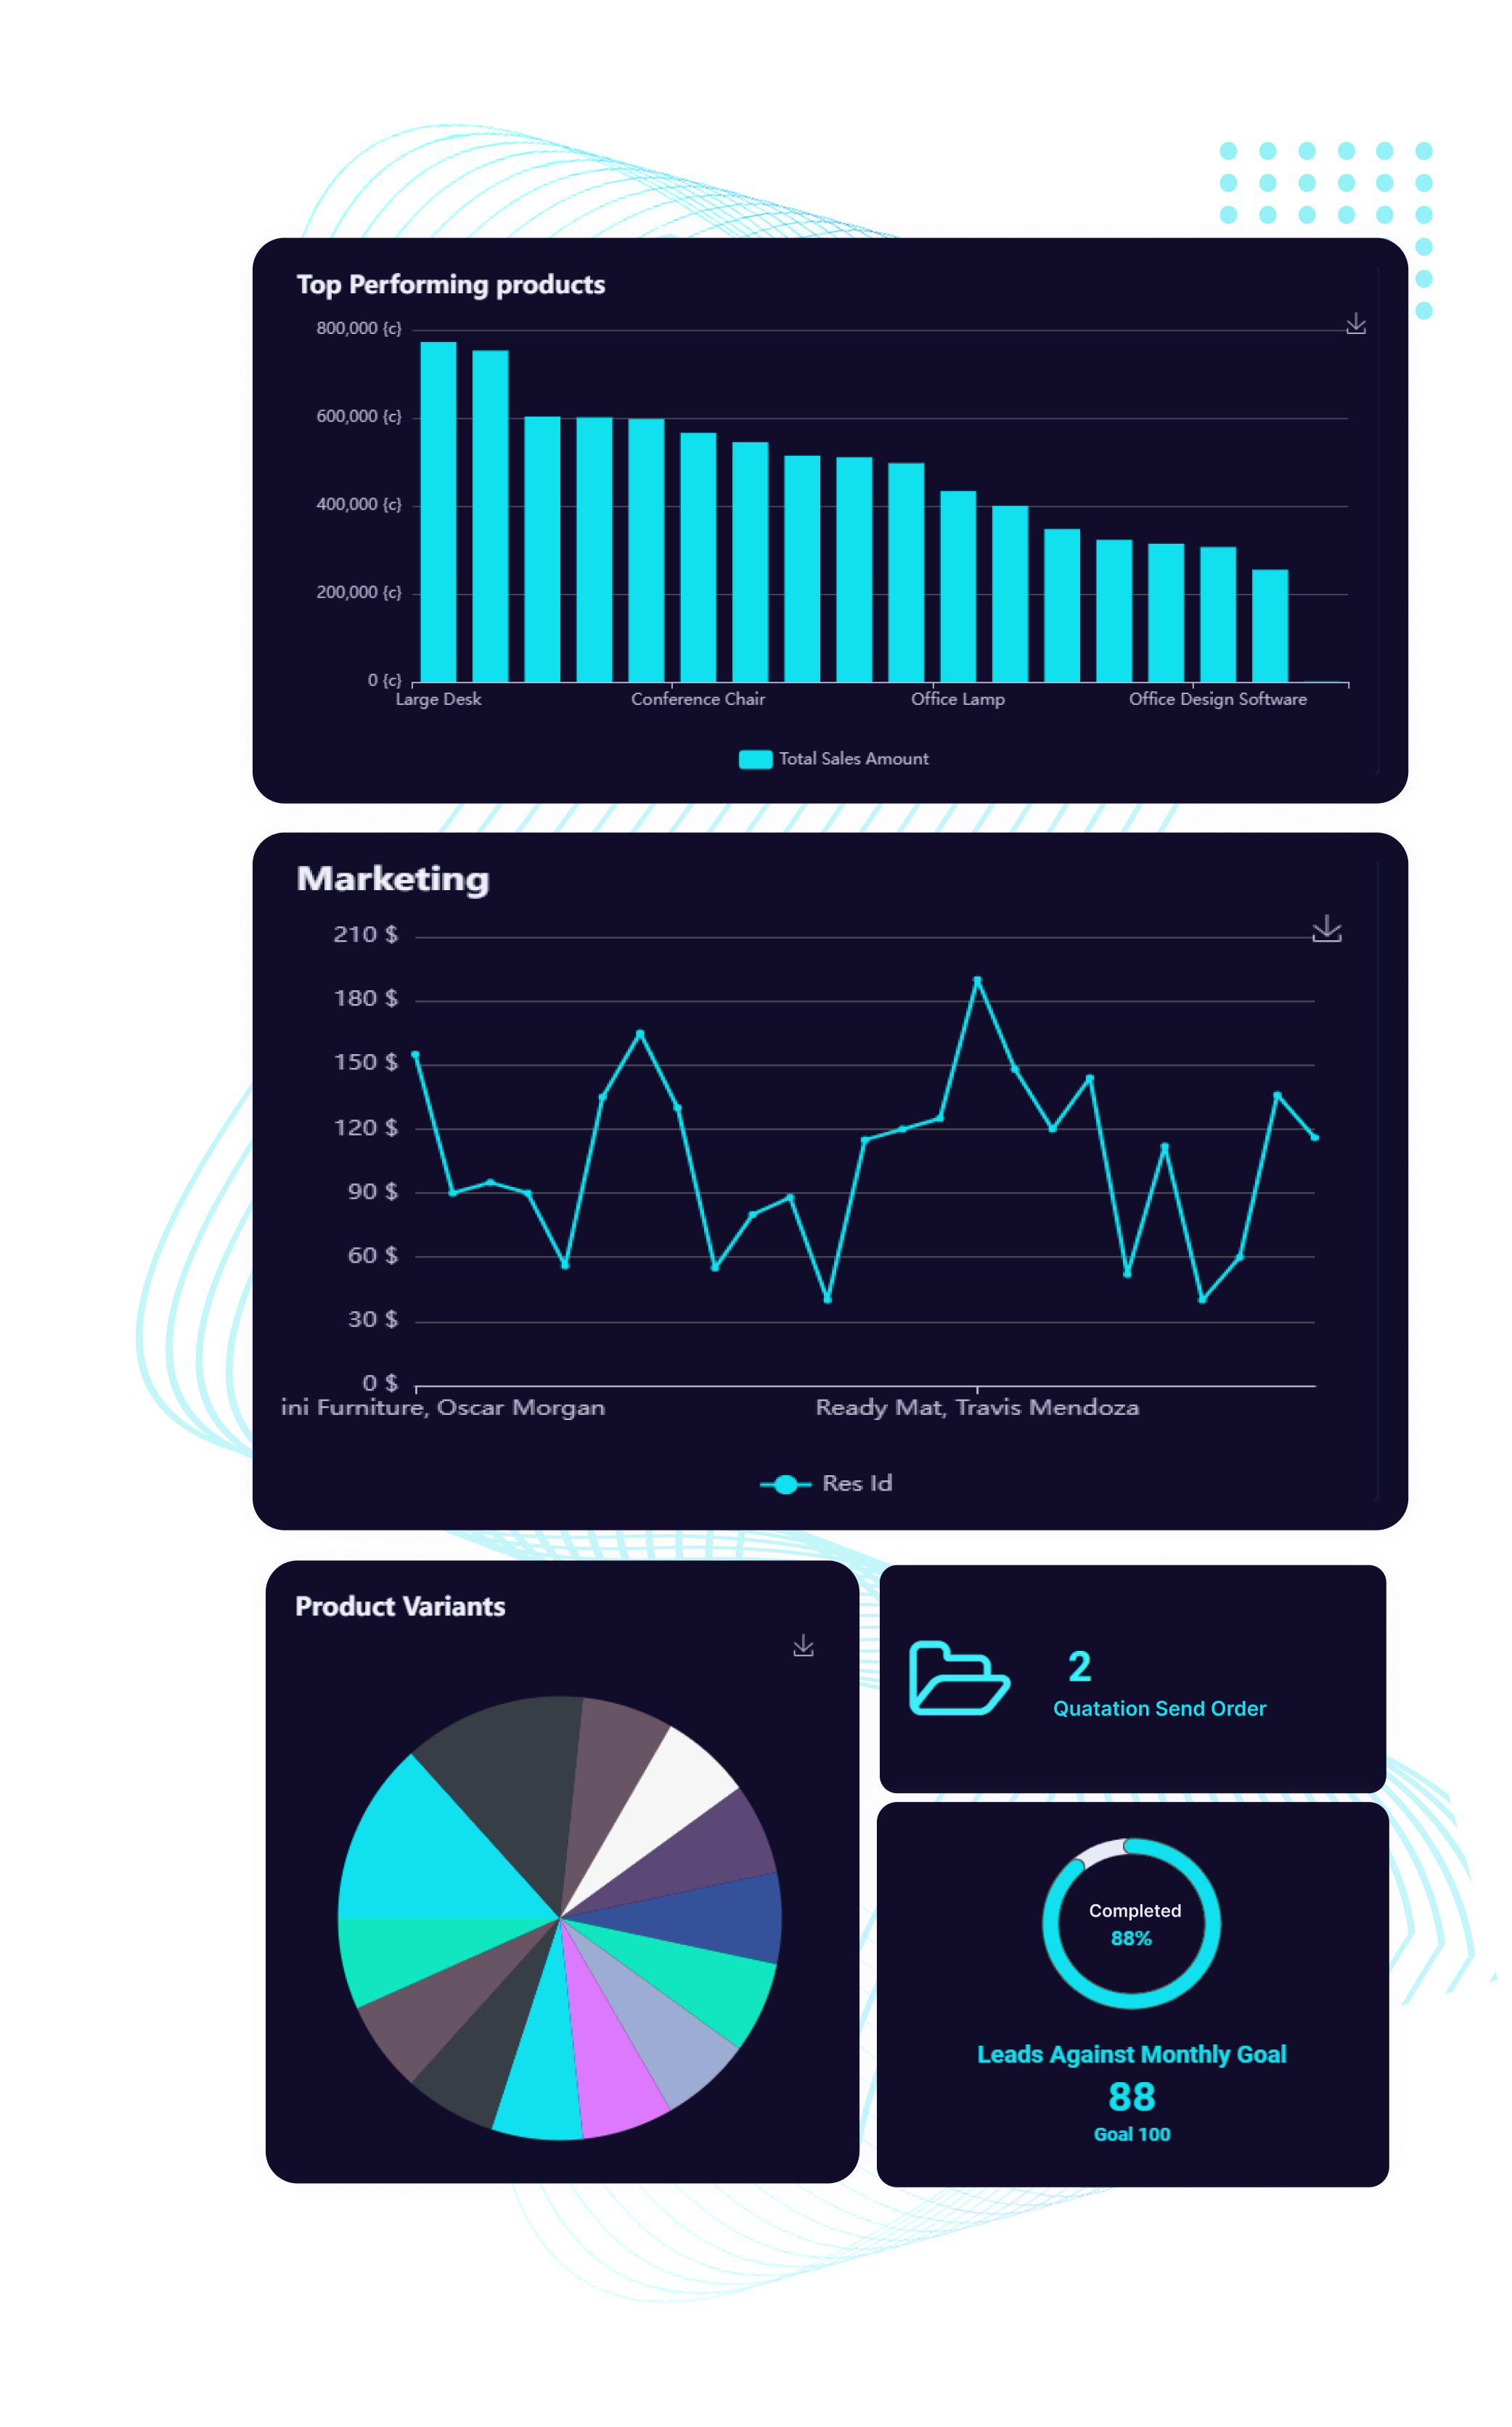 Top Performing products
800,000 {c}
600,000 {c}
400,000 {c}
200,000 {c}
0 {c}
Large Desk Conference Chair Office Lamp Office Design Software
Total Sales Amount
Marketing
210 $
180 $
150 $
120 $
90 $
60 $
30 $
0 $
ini Furniture, Oscar Morgan Ready Mat, Travis Mendoza
Res Id
Product Variants
2
Quatation Send Order
Completed
88%
Leads Against Monthly Goal
88
Goal 100